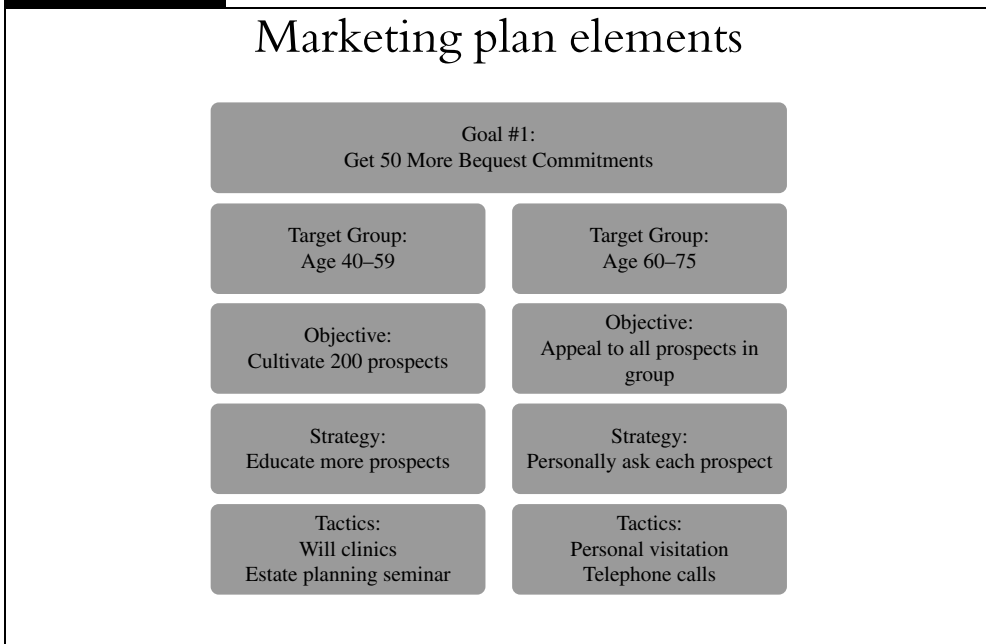 Marketing plan elements
Goal #1:
Get 50 More Bequest Commitments
Target Group:
Age 40–59
Target Group:
Age 60–75
Objective:
Cultivate 200 prospects
Objective:
Appeal to all prospects in
group
Strategy:
Educate more prospects
Strategy:
Personally ask each prospect
Tactics:
Will clinics
Estate planning seminar
Tactics:
Personal visitation
Telephone calls